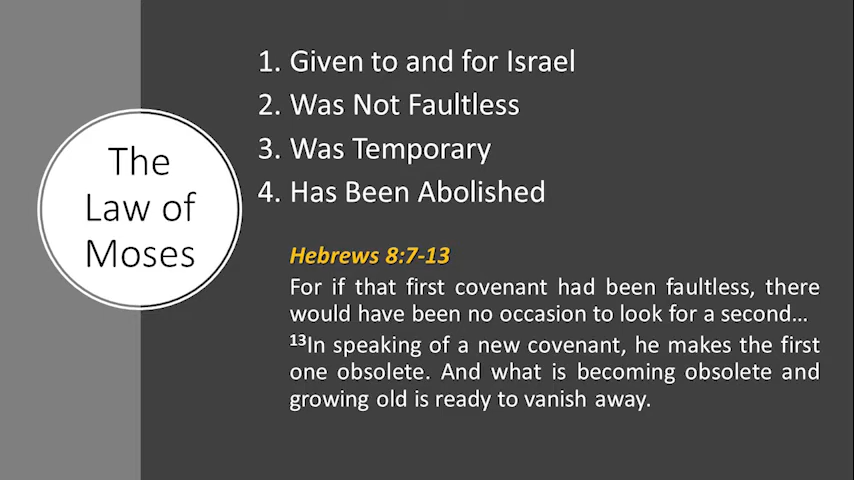 The
Law of
Moses
1. Given to and for Israel
2. Was Not Faultless
3. Was Temporary
4. Has Been Abolished
Hebrews 8:7-13
For if that first covenant had been faultless, there
would have been no occasion to look for a second…
¹³In speaking of a new covenant, he makes the first
one obsolete. And what is becoming obsolete and
growing old is ready to vanish away.